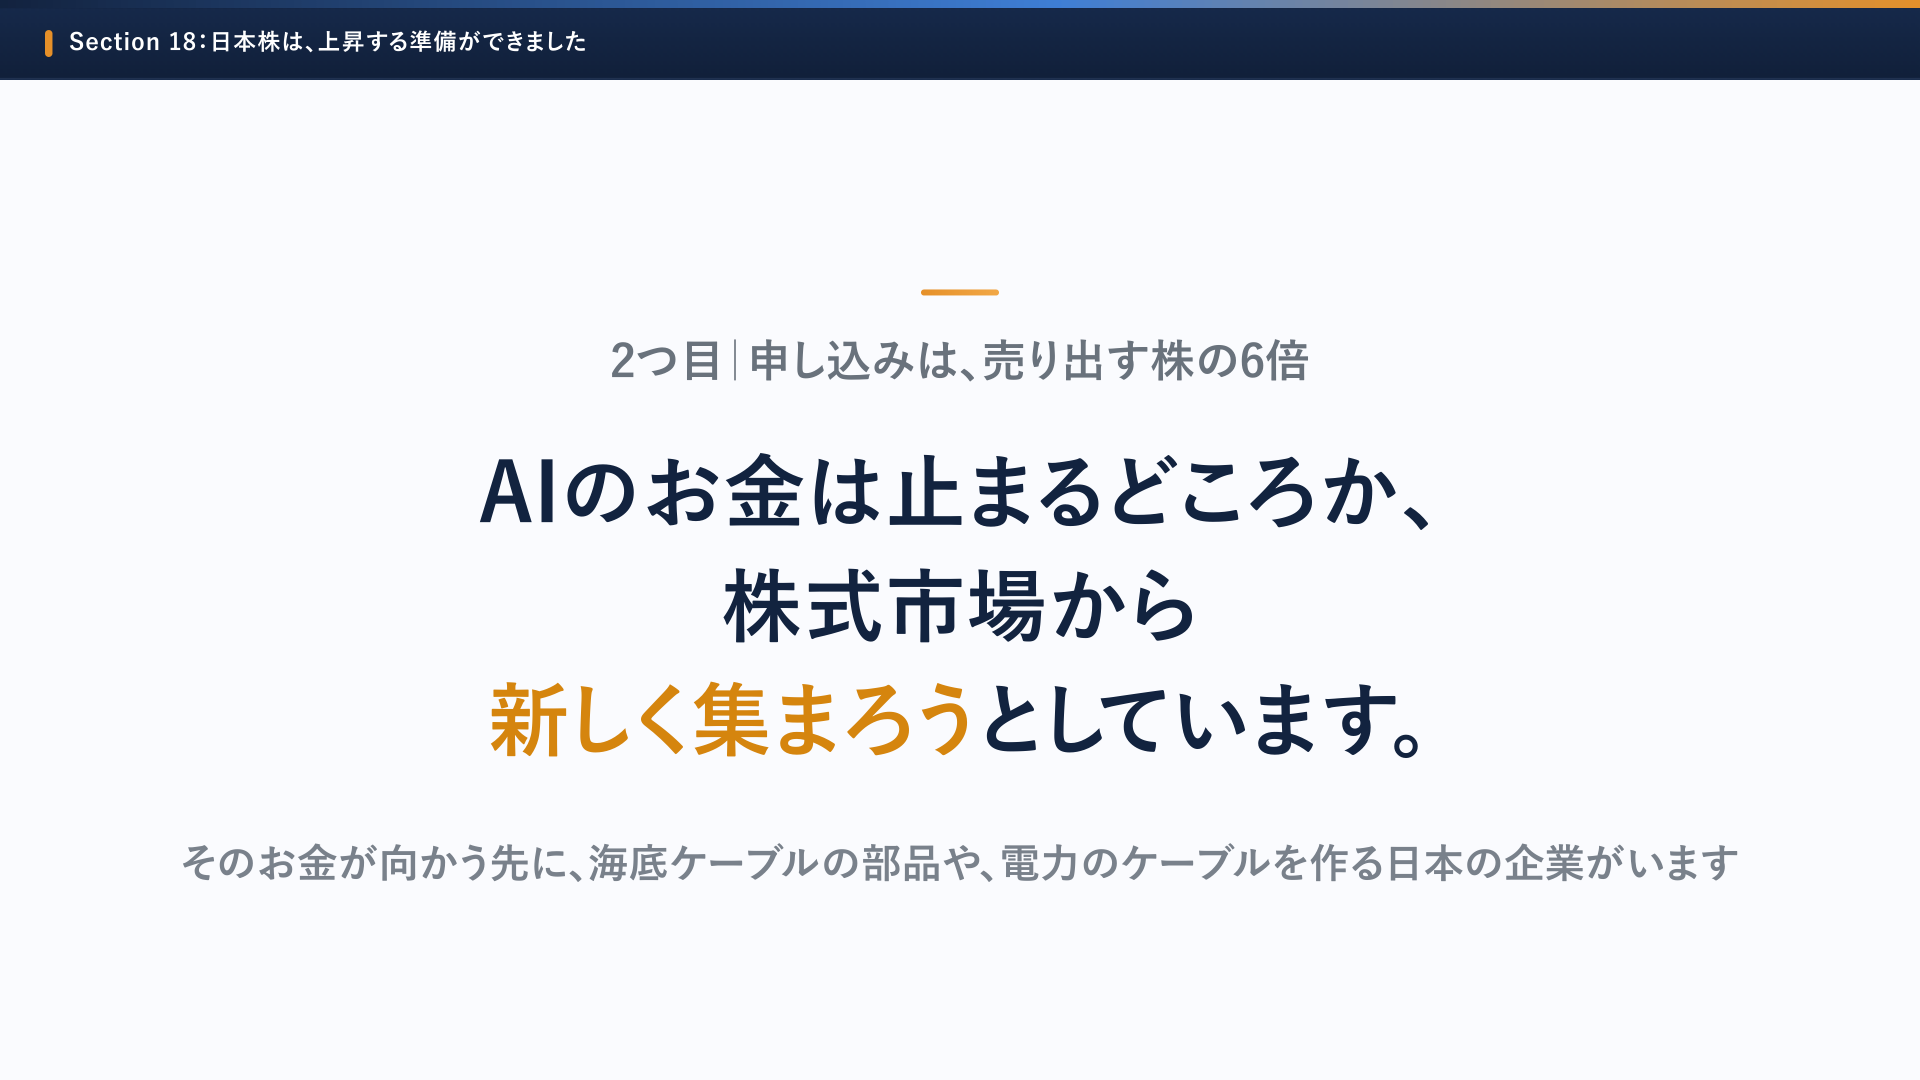 Section 18：日本株は、上昇する準備ができました
2つ目｜申し込みは、売り出す株の6倍
AIのお金は止まるどころか、
株式市場から
新しく集まろうとしています。
そのお金が向かう先に、海底ケーブルの部品や、電力のケーブルを作る日本の企業がいます